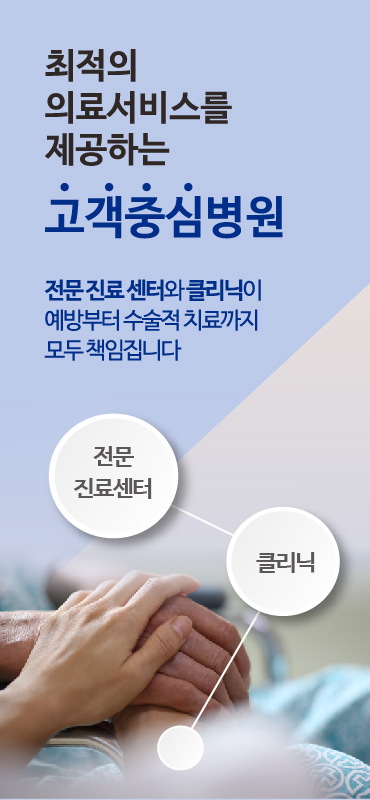 최적의
의료서비스를
제공하는
고객중심병원
전문 진료 센터와 클리닉이
예방부터 수술적 치료까지
모두 책임집니다
전문
진료센터
클리닉